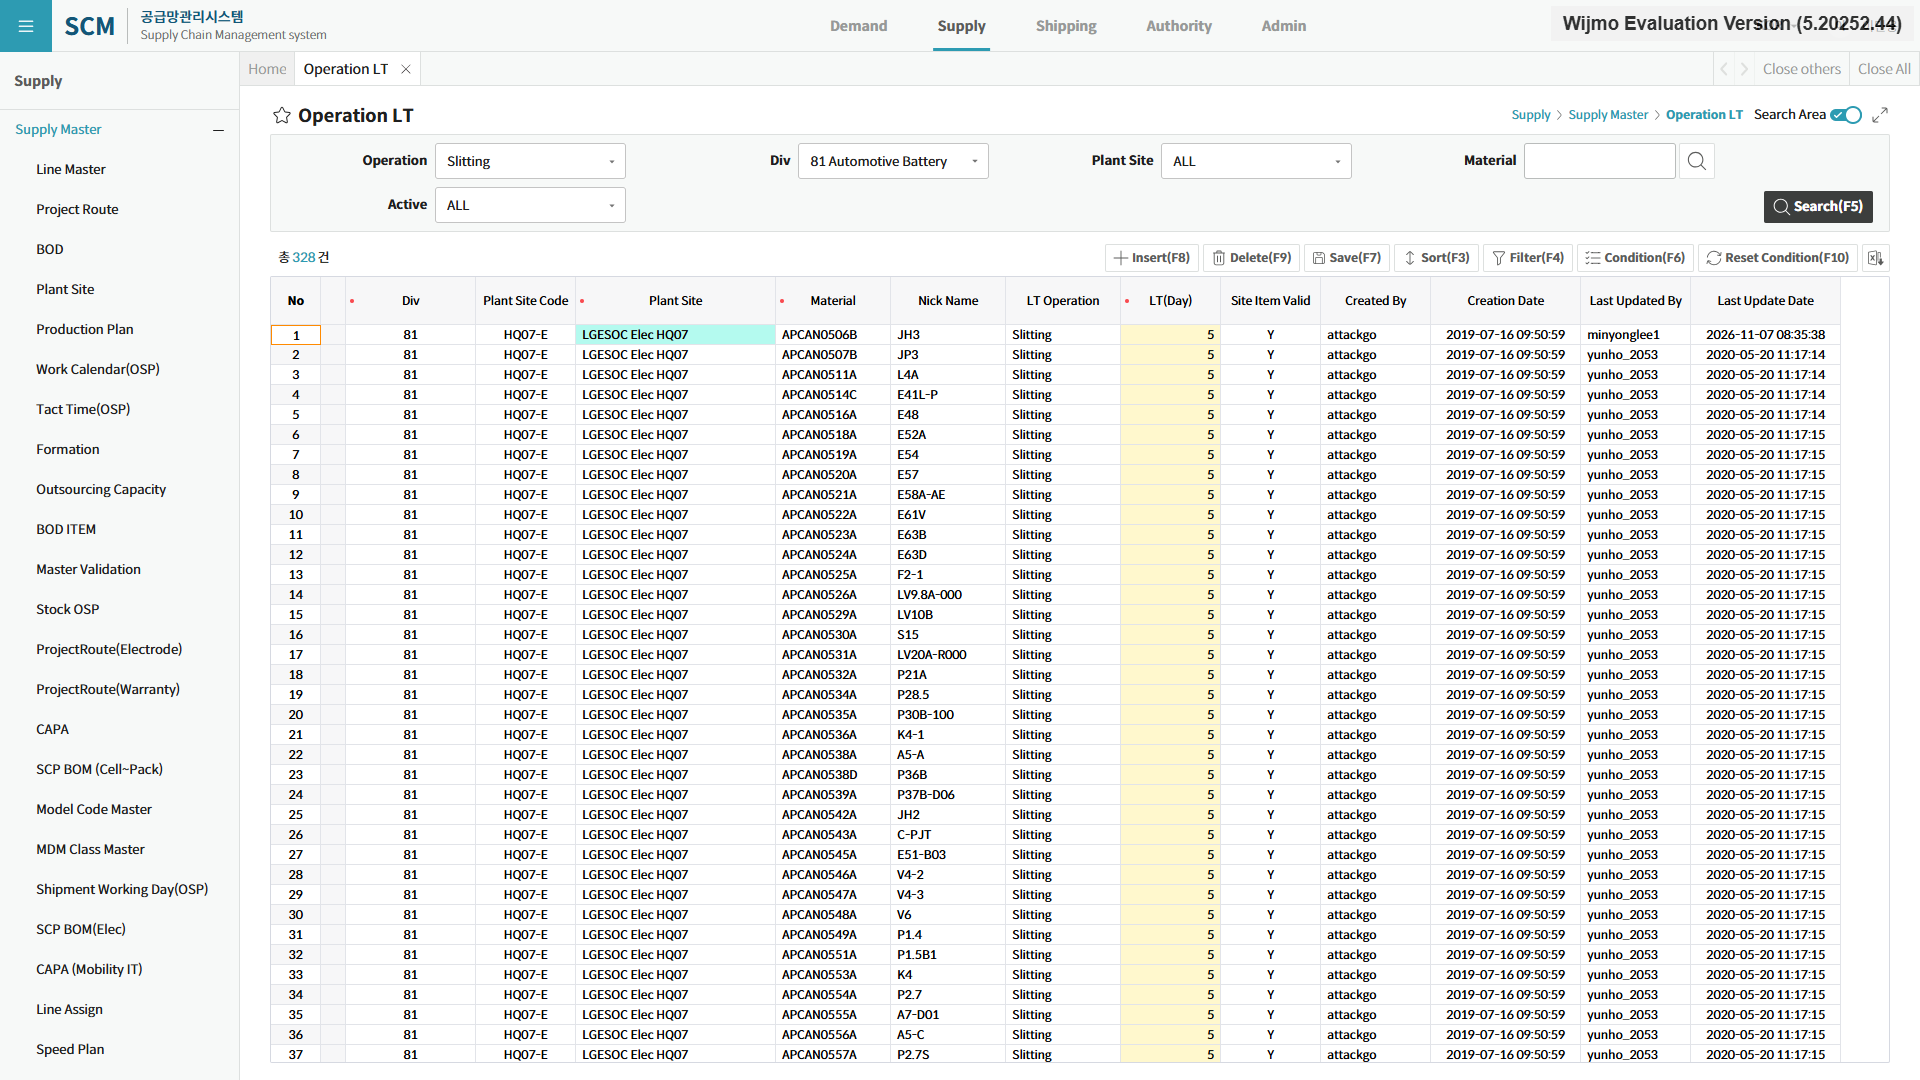 SCM 공급망관리시스템 Supply Chain Management system
Demand Supply Shipping Authority Admin
Wijmo Evaluation Version (5.20252.44)
Supply
Home Operation LT Close others Close All
Supply Master
Line Master
Project Route
BOD
Plant Site
Production Plan
Work Calendar(OSP)
Tact Time(OSP)
Formation
Outsourcing Capacity
BOD ITEM
Master Validation
Stock OSP
ProjectRoute(Electrode)
ProjectRoute(Warranty)
CAPA
SCP BOM (Cell~Pack)
Model Code Master
MDM Class Master
Shipment Working Day(OSP)
SCP BOM(Elec)
CAPA (Mobility IT)
Line Assign
Speed Plan
Operation LT
Supply > Supply Master > Operation LT Search Area
Operation Slitting Div 81 Automotive Battery Plant Site ALL Material
Active ALL Search(F5)
총 328 건 Insert(F8) Delete(F9) Save(F7) Sort(F3) Filter(F4) Condition(F6) Reset Condition(F10)
No Div Plant Site Code Plant Site Material Nick Name LT Operation LT(Day) Site Item Valid Created By Creation Date Last Updated By Last Update Date
1 81 HQ07-E LGESOC Elec HQ07 APCAN0506B JH3 Slitting 5 Y attackgo 2019-07-16 09:50:59 minyonglee1 2026-11-07 08:35:38
2 81 HQ07-E LGESOC Elec HQ07 APCAN0507B JP3 Slitting 5 Y attackgo 2019-07-16 09:50:59 yunho_2053 2020-05-20 11:17:14
3 81 HQ07-E LGESOC Elec HQ07 APCAN0511A L4A Slitting 5 Y attackgo 2019-07-16 09:50:59 yunho_2053 2020-05-20 11:17:14
4 81 HQ07-E LGESOC Elec HQ07 APCAN0514C E41L-P Slitting 5 Y attackgo 2019-07-16 09:50:59 yunho_2053 2020-05-20 11:17:14
5 81 HQ07-E LGESOC Elec HQ07 APCAN0516A E48 Slitting 5 Y attackgo 2019-07-16 09:50:59 yunho_2053 2020-05-20 11:17:14
6 81 HQ07-E LGESOC Elec HQ07 APCAN0518A E52A Slitting 5 Y attackgo 2019-07-16 09:50:59 yunho_2053 2020-05-20 11:17:15
7 81 HQ07-E LGESOC Elec HQ07 APCAN0519A E54 Slitting 5 Y attackgo 2019-07-16 09:50:59 yunho_2053 2020-05-20 11:17:15
8 81 HQ07-E LGESOC Elec HQ07 APCAN0520A E57 Slitting 5 Y attackgo 2019-07-16 09:50:59 yunho_2053 2020-05-20 11:17:15
9 81 HQ07-E LGESOC Elec HQ07 APCAN0521A E58A-AE Slitting 5 Y attackgo 2019-07-16 09:50:59 yunho_2053 2020-05-20 11:17:15
10 81 HQ07-E LGESOC Elec HQ07 APCAN0522A E61V Slitting 5 Y attackgo 2019-07-16 09:50:59 yunho_2053 2020-05-20 11:17:15
11 81 HQ07-E LGESOC Elec HQ07 APCAN0523A E63B Slitting 5 Y attackgo 2019-07-16 09:50:59 yunho_2053 2020-05-20 11:17:15
12 81 HQ07-E LGESOC Elec HQ07 APCAN0524A E63D Slitting 5 Y attackgo 2019-07-16 09:50:59 yunho_2053 2020-05-20 11:17:15
13 81 HQ07-E LGESOC Elec HQ07 APCAN0525A F2-1 Slitting 5 Y attackgo 2019-07-16 09:50:59 yunho_2053 2020-05-20 11:17:15
14 81 HQ07-E LGESOC Elec HQ07 APCAN0526A LV9.8A-000 Slitting 5 Y attackgo 2019-07-16 09:50:59 yunho_2053 2020-05-20 11:17:15
15 81 HQ07-E LGESOC Elec HQ07 APCAN0529A LV10B Slitting 5 Y attackgo 2019-07-16 09:50:59 yunho_2053 2020-05-20 11:17:15
16 81 HQ07-E LGESOC Elec HQ07 APCAN0530A S15 Slitting 5 Y attackgo 2019-07-16 09:50:59 yunho_2053 2020-05-20 11:17:15
17 81 HQ07-E LGESOC Elec HQ07 APCAN0531A LV20A-R000 Slitting 5 Y attackgo 2019-07-16 09:50:59 yunho_2053 2020-05-20 11:17:15
18 81 HQ07-E LGESOC Elec HQ07 APCAN0532A P21A Slitting 5 Y attackgo 2019-07-16 09:50:59 yunho_2053 2020-05-20 11:17:15
19 81 HQ07-E LGESOC Elec HQ07 APCAN0534A P28.5 Slitting 5 Y attackgo 2019-07-16 09:50:59 yunho_2053 2020-05-20 11:17:15
20 81 HQ07-E LGESOC Elec HQ07 APCAN0535A P30B-100 Slitting 5 Y attackgo 2019-07-16 09:50:59 yunho_2053 2020-05-20 11:17:15
21 81 HQ07-E LGESOC Elec HQ07 APCAN0536A K4-1 Slitting 5 Y attackgo 2019-07-16 09:50:59 yunho_2053 2020-05-20 11:17:15
22 81 HQ07-E LGESOC Elec HQ07 APCAN0538A A5-A Slitting 5 Y attackgo 2019-07-16 09:50:59 yunho_2053 2020-05-20 11:17:15
23 81 HQ07-E LGESOC Elec HQ07 APCAN0538D P36B Slitting 5 Y attackgo 2019-07-16 09:50:59 yunho_2053 2020-05-20 11:17:15
24 81 HQ07-E LGESOC Elec HQ07 APCAN0539A P37B-D06 Slitting 5 Y attackgo 2019-07-16 09:50:59 yunho_2053 2020-05-20 11:17:15
25 81 HQ07-E LGESOC Elec HQ07 APCAN0542A JH2 Slitting 5 Y attackgo 2019-07-16 09:50:59 yunho_2053 2020-05-20 11:17:15
26 81 HQ07-E LGESOC Elec HQ07 APCAN0543A C-PJT Slitting 5 Y attackgo 2019-07-16 09:50:59 yunho_2053 2020-05-20 11:17:15
27 81 HQ07-E LGESOC Elec HQ07 APCAN0545A E51-B03 Slitting 5 Y attackgo 2019-07-16 09:50:59 yunho_2053 2020-05-20 11:17:15
28 81 HQ07-E LGESOC Elec HQ07 APCAN0546A V4-2 Slitting 5 Y attackgo 2019-07-16 09:50:59 yunho_2053 2020-05-20 11:17:15
29 81 HQ07-E LGESOC Elec HQ07 APCAN0547A V4-3 Slitting 5 Y attackgo 2019-07-16 09:50:59 yunho_2053 2020-05-20 11:17:15
30 81 HQ07-E LGESOC Elec HQ07 APCAN0548A V6 Slitting 5 Y attackgo 2019-07-16 09:50:59 yunho_2053 2020-05-20 11:17:15
31 81 HQ07-E LGESOC Elec HQ07 APCAN0549A P1.4 Slitting 5 Y attackgo 2019-07-16 09:50:59 yunho_2053 2020-05-20 11:17:15
32 81 HQ07-E LGESOC Elec HQ07 APCAN0551A P1.5B1 Slitting 5 Y attackgo 2019-07-16 09:50:59 yunho_2053 2020-05-20 11:17:15
33 81 HQ07-E LGESOC Elec HQ07 APCAN0553A K4 Slitting 5 Y attackgo 2019-07-16 09:50:59 yunho_2053 2020-05-20 11:17:15
34 81 HQ07-E LGESOC Elec HQ07 APCAN0554A P2.7 Slitting 5 Y attackgo 2019-07-16 09:50:59 yunho_2053 2020-05-20 11:17:15
35 81 HQ07-E LGESOC Elec HQ07 APCAN0555A A7-D01 Slitting 5 Y attackgo 2019-07-16 09:50:59 yunho_2053 2020-05-20 11:17:15
36 81 HQ07-E LGESOC Elec HQ07 APCAN0556A A5-C Slitting 5 Y attackgo 2019-07-16 09:50:59 yunho_2053 2020-05-20 11:17:15
37 81 HQ07-E LGESOC Elec HQ07 APCAN0557A P2.7S Slitting 5 Y attackgo 2019-07-16 09:50:59 yunho_2053 2020-05-20 11:17:15